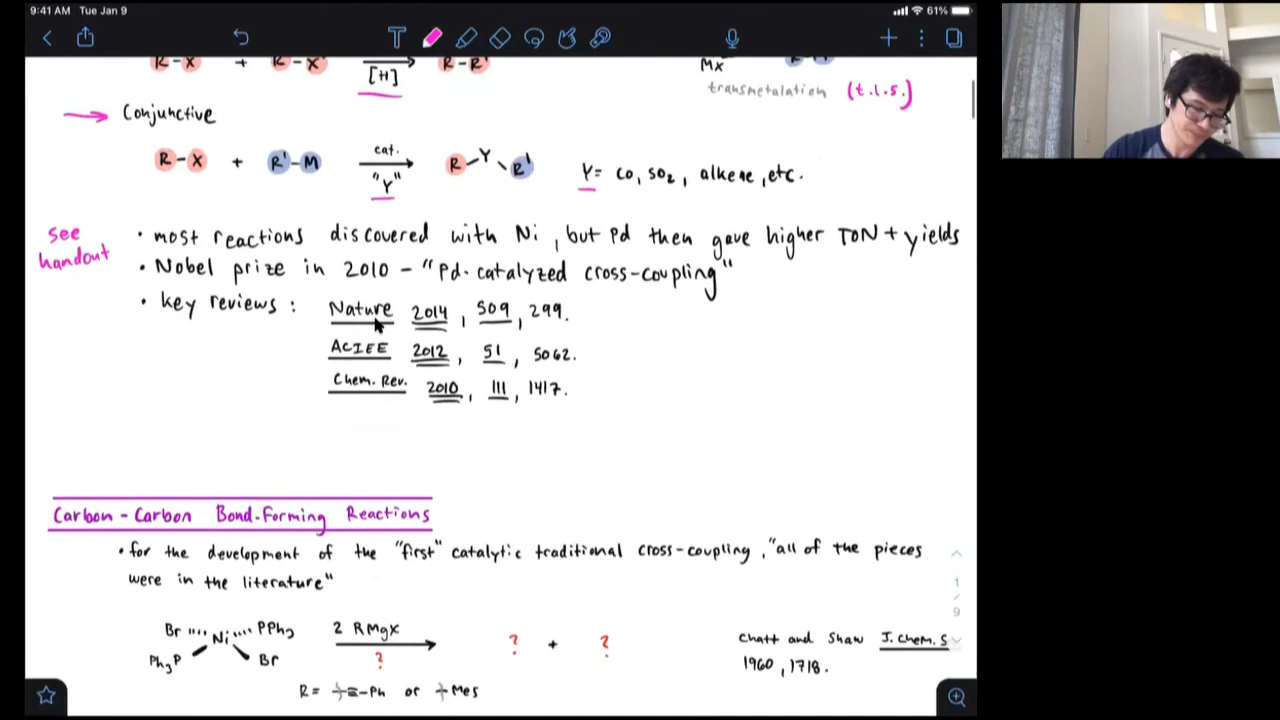 9:41 AM Tue Jan 9
61%
R-X + R-X' [H] R-R'
MX
transmetalation (t.l.s.)
→ Conjunctive
R-X + R'-M cat. "Y" R Y R' Y = CO, SO2, alkene, etc.
see handout
• most reactions discovered with Ni, but Pd then gave higher TON + yields
• Nobel prize in 2010 - "Pd-catalyzed cross-coupling"
• key reviews: Nature 2014, 509, 299.
ACIEE 2012, 51, 5062.
Chem. Rev. 2010, 111, 1417.
Carbon-Carbon Bond-Forming Reactions
• for the development of the "first" catalytic traditional cross-coupling, "all of the pieces
were in the literature"
Br Ni PPh3 Ph3P Br 2 RMgX ? ? + ?
Chatt and Shaw J. Chem. S
1960, 1718.
R = ≡-Ph or Mes
1
/
9